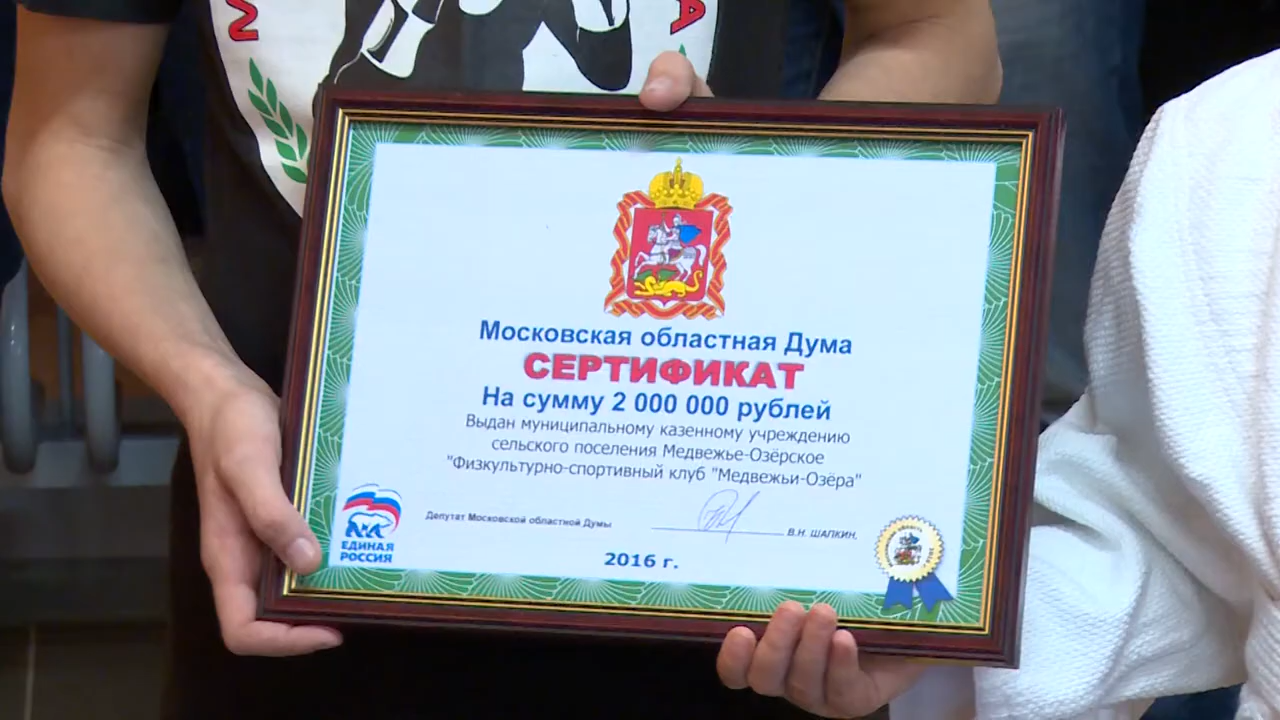 Московская областная Дума
СЕРТИФИКАТ
На сумму 2 000 000 рублей
Выдан муниципальному казенному учреждению
сельского поселения Медвежье-Озёрское
"Физкультурно-спортивный клуб "Медвежьи-Озёра"
Депутат Московской областной Думы
В.Н. ШАПКИН.
ЕДИНАЯ
РОССИЯ
2016 г.